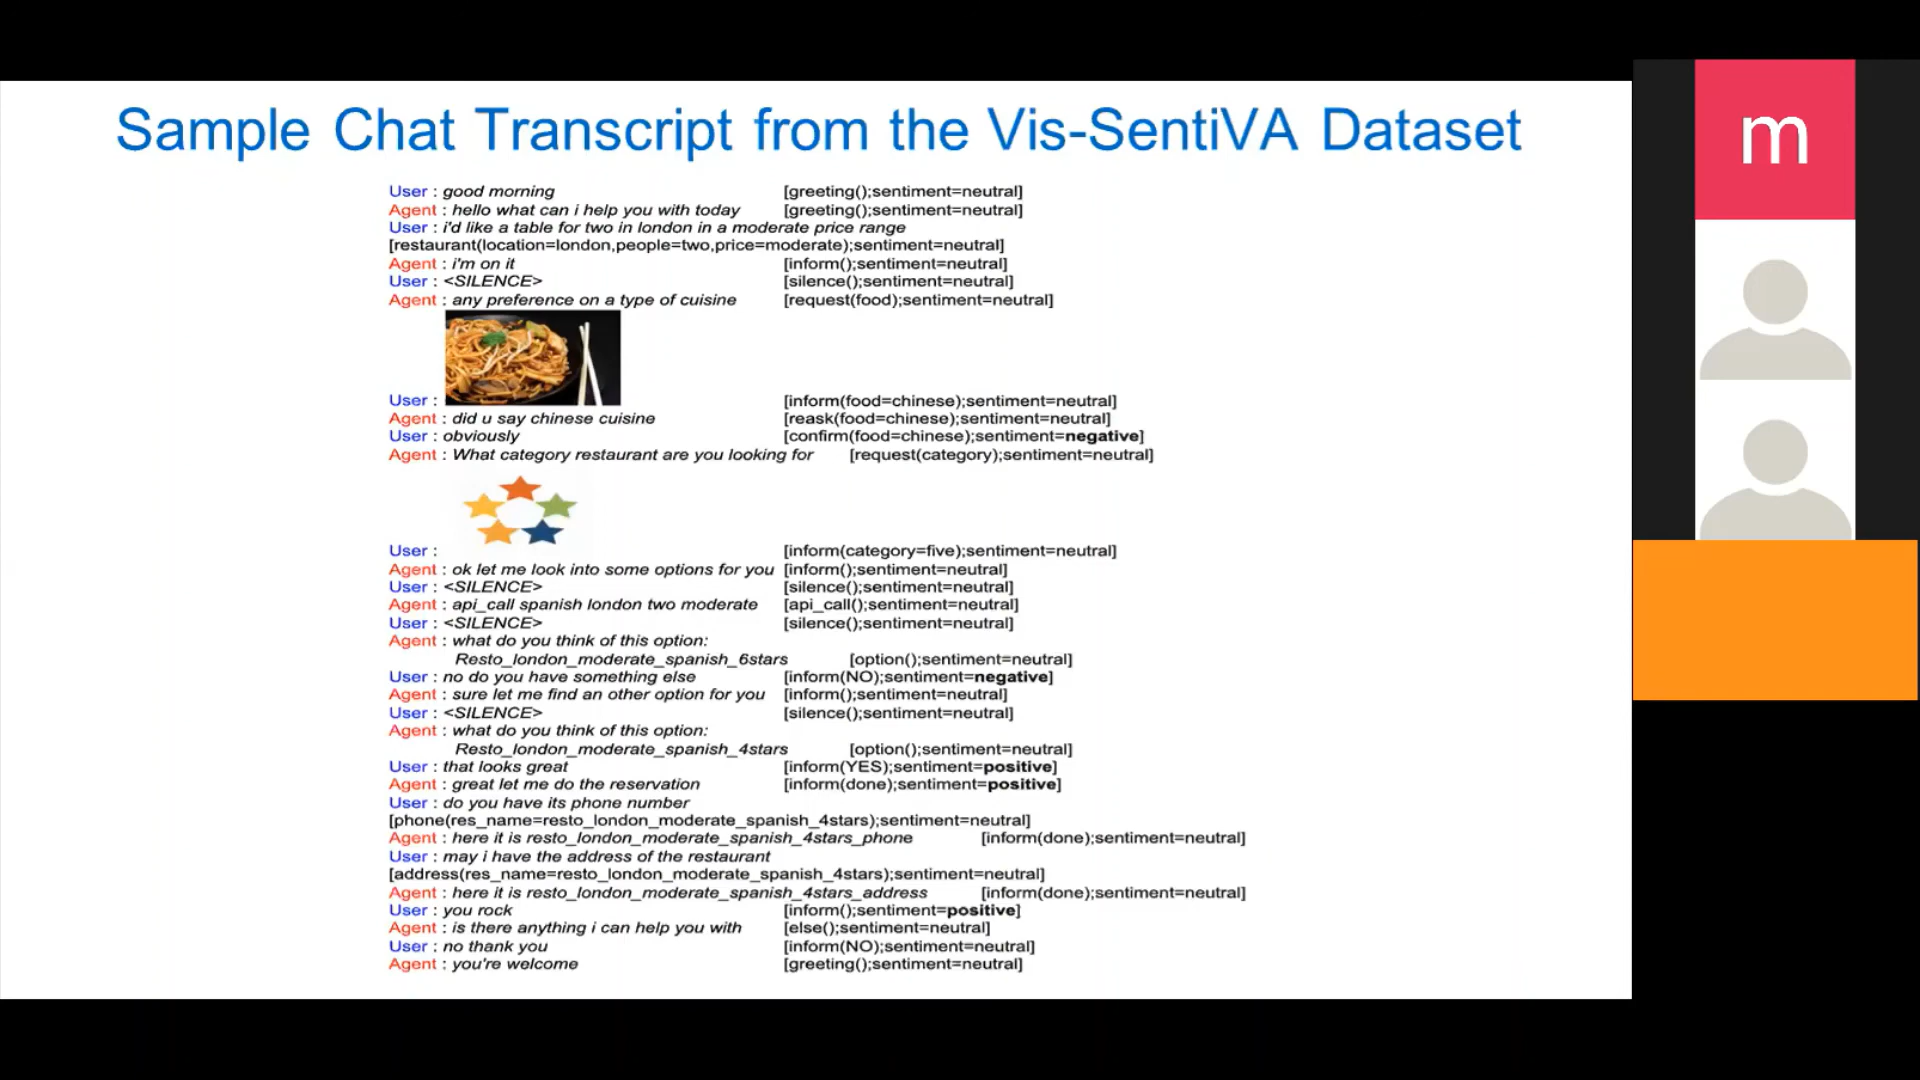 Sample Chat Transcript from the Vis-SentiVA Dataset
User : good morning [greeting();sentiment=neutral]
Agent : hello what can i help you with today [greeting();sentiment=neutral]
User : i'd like a table for two in london in a moderate price range
[restaurant(location=london,people=two,price=moderate);sentiment=neutral]
Agent : i'm on it [inform();sentiment=neutral]
User : <SILENCE> [silence();sentiment=neutral]
Agent : any preference on a type of cuisine [request(food);sentiment=neutral]
User : [inform(food=chinese);sentiment=neutral]
Agent : did u say chinese cuisine [reask(food=chinese);sentiment=neutral]
User : obviously [confirm(food=chinese);sentiment=negative]
Agent : What category restaurant are you looking for [request(category);sentiment=neutral]
User : [inform(category=five);sentiment=neutral]
Agent : ok let me look into some options for you [inform();sentiment=neutral]
User : <SILENCE> [silence();sentiment=neutral]
Agent : api_call spanish london two moderate [api_call();sentiment=neutral]
User : <SILENCE> [silence();sentiment=neutral]
Agent : what do you think of this option:
Resto_london_moderate_spanish_6stars [option();sentiment=neutral]
User : no do you have something else [inform(NO);sentiment=negative]
Agent : sure let me find an other option for you [inform();sentiment=neutral]
User : <SILENCE> [silence();sentiment=neutral]
Agent : what do you think of this option:
Resto_london_moderate_spanish_4stars [option();sentiment=neutral]
User : that looks great [inform(YES);sentiment=positive]
Agent : great let me do the reservation [inform(done);sentiment=positive]
User : do you have its phone number
[phone(res_name=resto_london_moderate_spanish_4stars);sentiment=neutral]
Agent : here it is resto_london_moderate_spanish_4stars_phone [inform(done);sentiment=neutral]
User : may i have the address of the restaurant
[address(res_name=resto_london_moderate_spanish_4stars);sentiment=neutral]
Agent : here it is resto_london_moderate_spanish_4stars_address [inform(done);sentiment=neutral]
User : you rock [inform();sentiment=positive]
Agent : is there anything i can help you with [else();sentiment=neutral]
User : no thank you [inform(NO);sentiment=neutral]
Agent : you're welcome [greeting();sentiment=neutral]
m